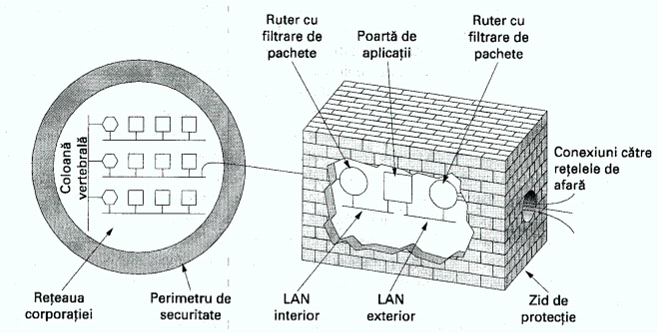 Ruter cu
filtrare de
pachete
Poartă de
aplicații
Ruter cu
filtrare de
pachete
Coloană
vertebrală
Conexiuni către
rețelele de
afară
Rețeaua
corporației
Perimetru de
securitate
LAN
interior
LAN
exterior
Zid de
protecție